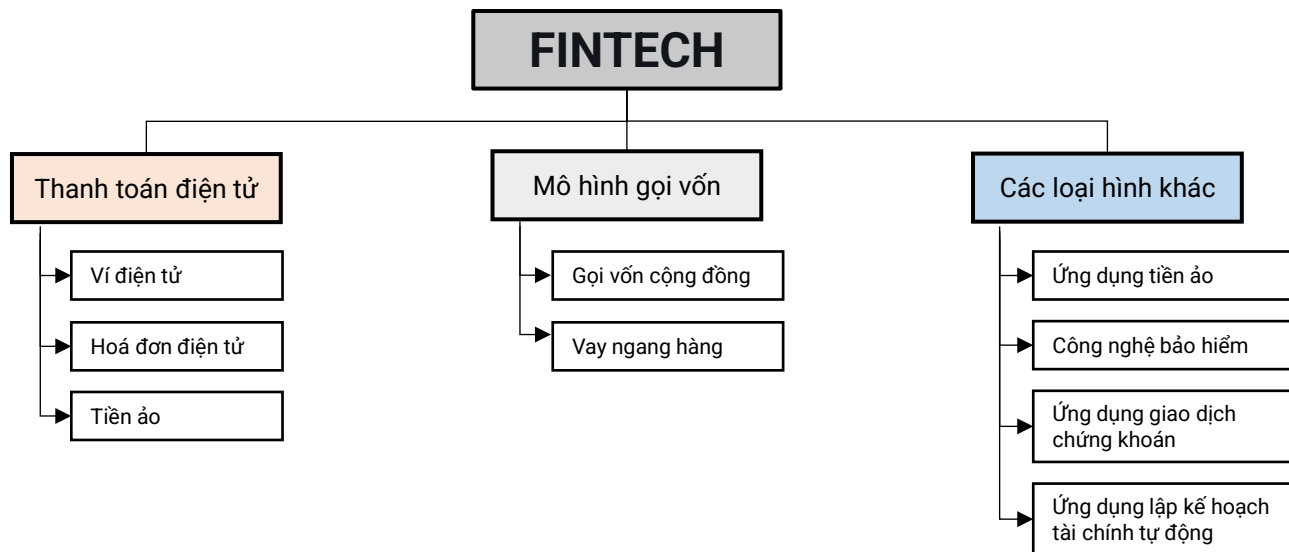 FINTECH
Thanh toán điện tử
Ví điện tử
Hoá đơn điện tử
Tiền ảo
Mô hình gọi vốn
Gọi vốn cộng đồng
Vay ngang hàng
Các loại hình khác
Ứng dụng tiền ảo
Công nghệ bảo hiểm
Ứng dụng giao dịch
chứng khoán
Ứng dụng lập kế hoạch
tài chính tự động